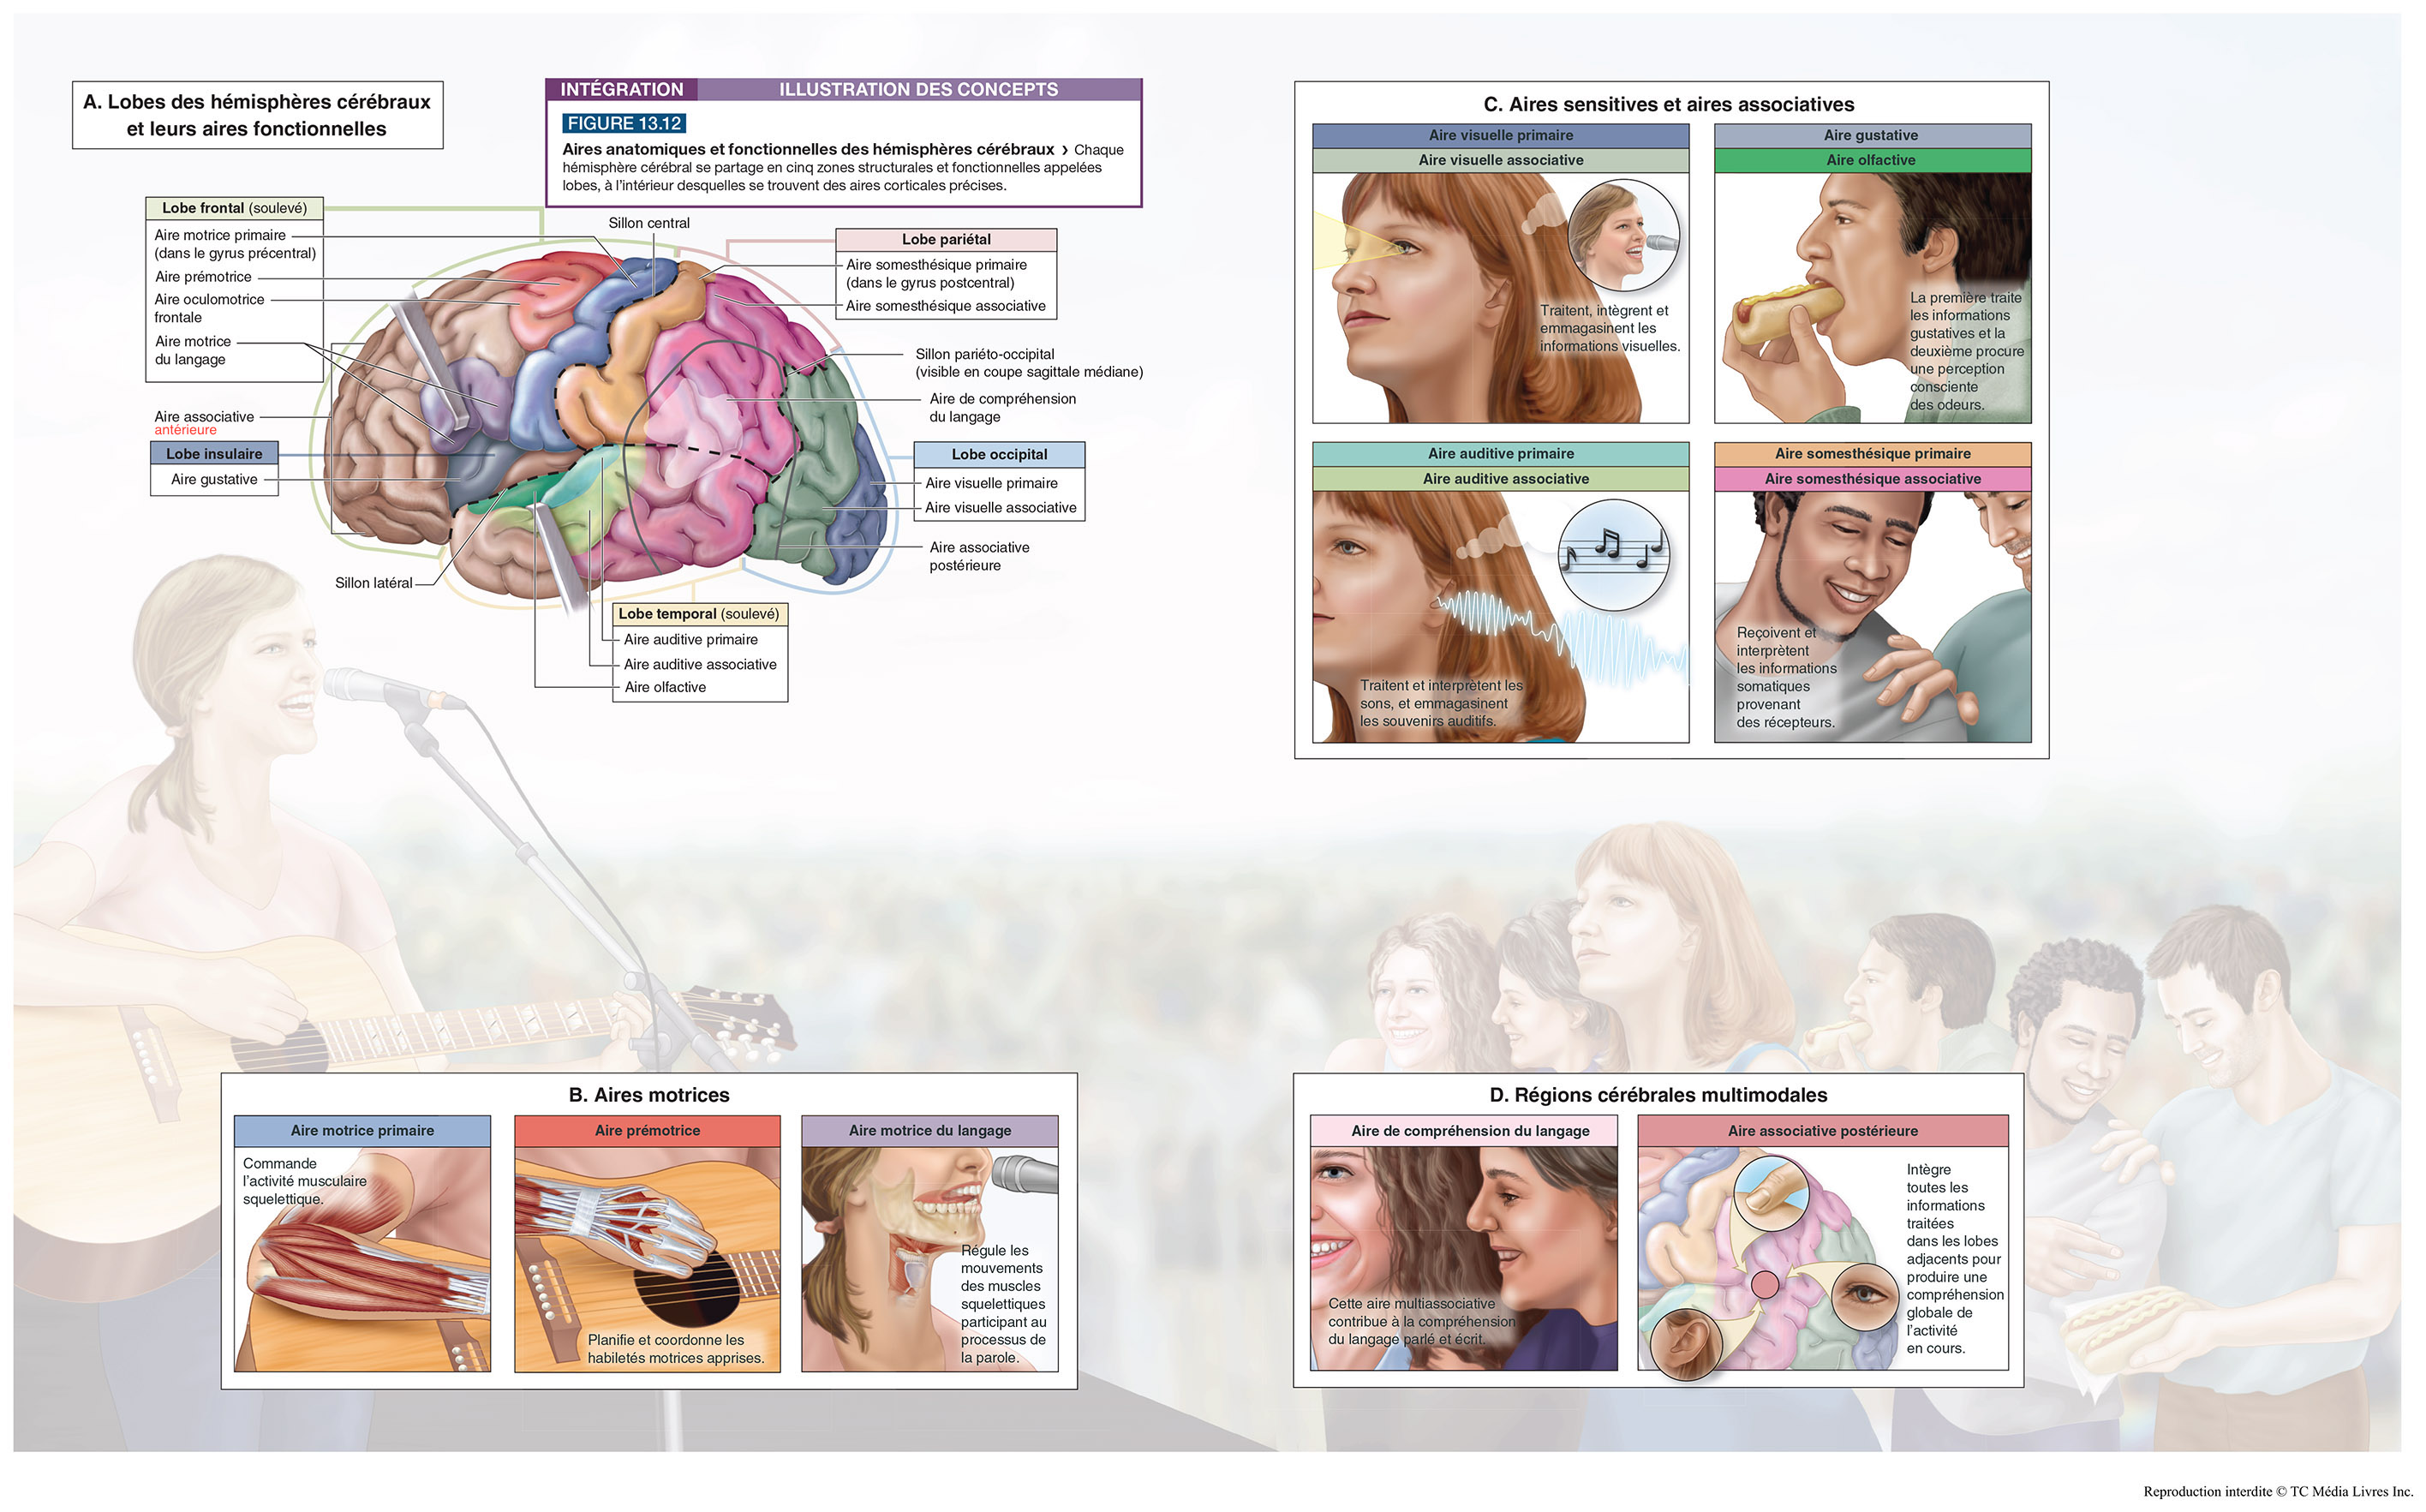 A. Lobes des hémisphères cérébraux
et leurs aires fonctionnelles
INTÉGRATION ILLUSTRATION DES CONCEPTS
FIGURE 13.12
Aires anatomiques et fonctionnelles des hémisphères cérébraux › Chaque
hémisphère cérébral se partage en cinq zones structurales et fonctionnelles appelées
lobes, à l'intérieur desquelles se trouvent des aires corticales précises.
Lobe frontal (soulevé)
Aire motrice primaire
(dans le gyrus précentral)
Aire prémotrice
Aire oculomotrice
frontale
Aire motrice
du langage
Aire associative
antérieure
Lobe insulaire
Aire gustative
Sillon latéral
Sillon central
Lobe pariétal
Aire somesthésique primaire
(dans le gyrus postcentral)
Aire somesthésique associative
Sillon pariéto-occipital
(visible en coupe sagittale médiane)
Aire de compréhension
du langage
Lobe occipital
Aire visuelle primaire
Aire visuelle associative
Aire associative
postérieure
Lobe temporal (soulevé)
Aire auditive primaire
Aire auditive associative
Aire olfactive
B. Aires motrices
Aire motrice primaire
Commande
l'activité musculaire
squelettique.
Aire prémotrice
Planifie et coordonne les
habiletés motrices apprises.
Aire motrice du langage
Régule les
mouvements
des muscles
squelettiques
participant au
processus de
la parole.
C. Aires sensitives et aires associatives
Aire visuelle primaire
Aire visuelle associative
Traitent, intègrent et
emmagasinent les
informations visuelles.
Aire gustative
Aire olfactive
La première traite
les informations
gustatives et la
deuxième procure
une perception
consciente
des odeurs.
Aire auditive primaire
Aire auditive associative
Traitent et interprètent les
sons, et emmagasinent
les souvenirs auditifs.
Aire somesthésique primaire
Aire somesthésique associative
Reçoivent et
interprètent
les informations
somatiques
provenant
des récepteurs.
D. Régions cérébrales multimodales
Aire de compréhension du langage
Cette aire multiassociative
contribue à la compréhension
du langage parlé et écrit.
Aire associative postérieure
Intègre
toutes les
informations
traitées
dans les lobes
adjacents pour
produire une
compréhension
globale de
l'activité
en cours.
Reproduction interdite © TC Média Livres Inc.